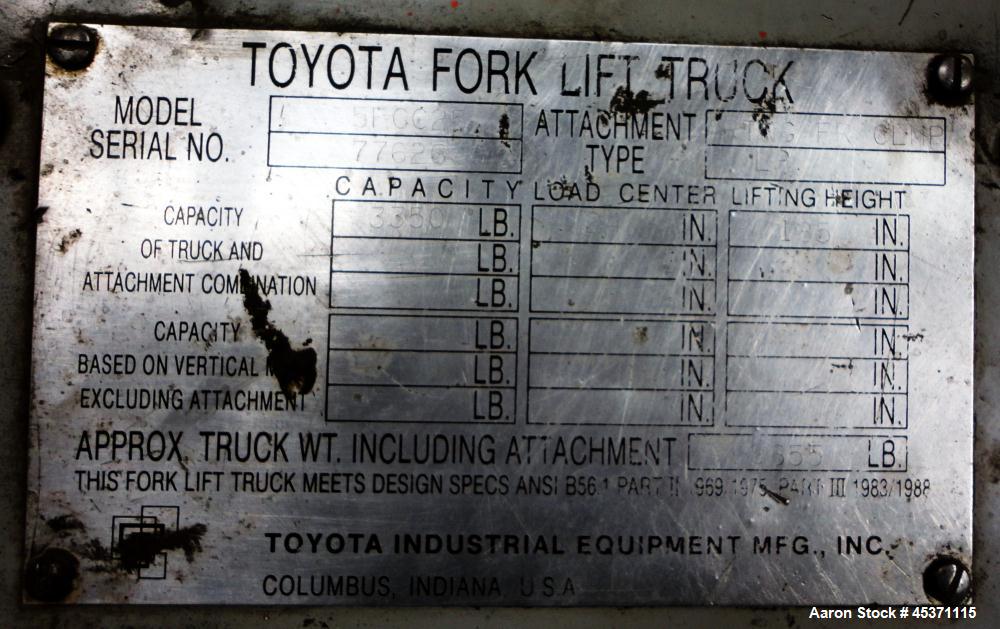 TOYOTA FORK LIFT TRUCK
MODEL
SERIAL NO.
ATTACHMENT
TYPE
CAPACITY LOAD CENTER LIFTING HEIGHT
CAPACITY 3350 LB. IN. IN.
OF TRUCK AND LB. IN. IN.
ATTACHMENT COMBINATION LB. IN. IN.
CAPACITY LB. IN. IN.
BASED ON VERTICAL LB. IN. IN.
EXCLUDING ATTACHMENT LB. IN. IN.
APPROX. TRUCK WT. INCLUDING ATTACHMENT LB.
THIS FORK LIFT TRUCK MEETS DESIGN SPECS ANSI B56.1 PART II 1969/1975, PART III 1983/1988
TOYOTA INDUSTRIAL EQUIPMENT MFG., INC.
COLUMBUS, INDIANA, U.S.A.
Aaron Stock # 45371115